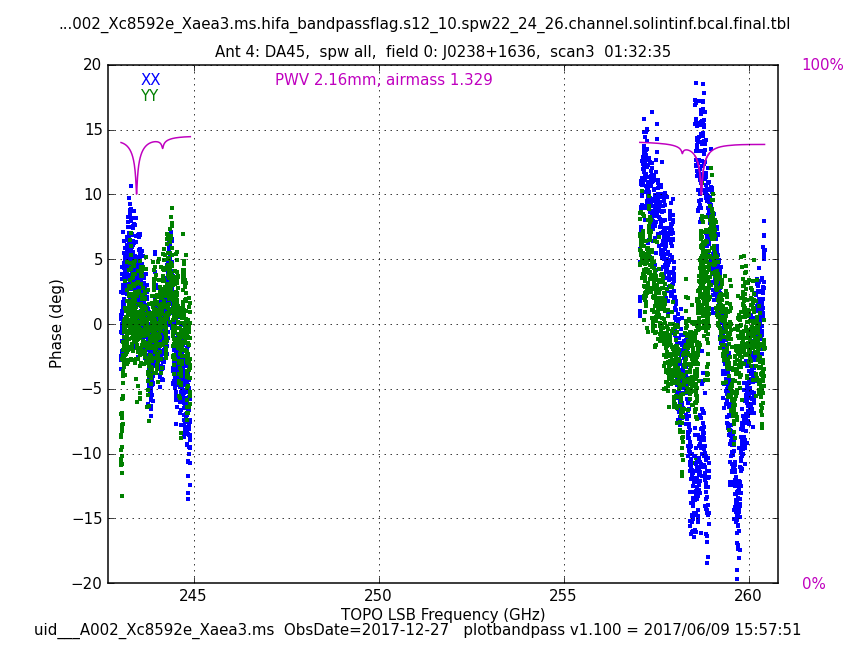 ...002_Xc8592e_Xaea3.ms.hifa_bandpassflag.s12_10.spw22_24_26.channel.solintinf.bcal.final.tbl
Ant 4: DA45,  spw all,  field 0: J0238+1636,  scan3  01:32:35
20 100%
XX PWV 2.16mm, airmass 1.329
YY
15
10
5
Phase (deg)
0
−5
−10
−15
−20 0%
245 250 255 260
TOPO LSB Frequency (GHz)
uid___A002_Xc8592e_Xaea3.ms  ObsDate=2017-12-27   plotbandpass v1.100 = 2017/06/09 15:57:51